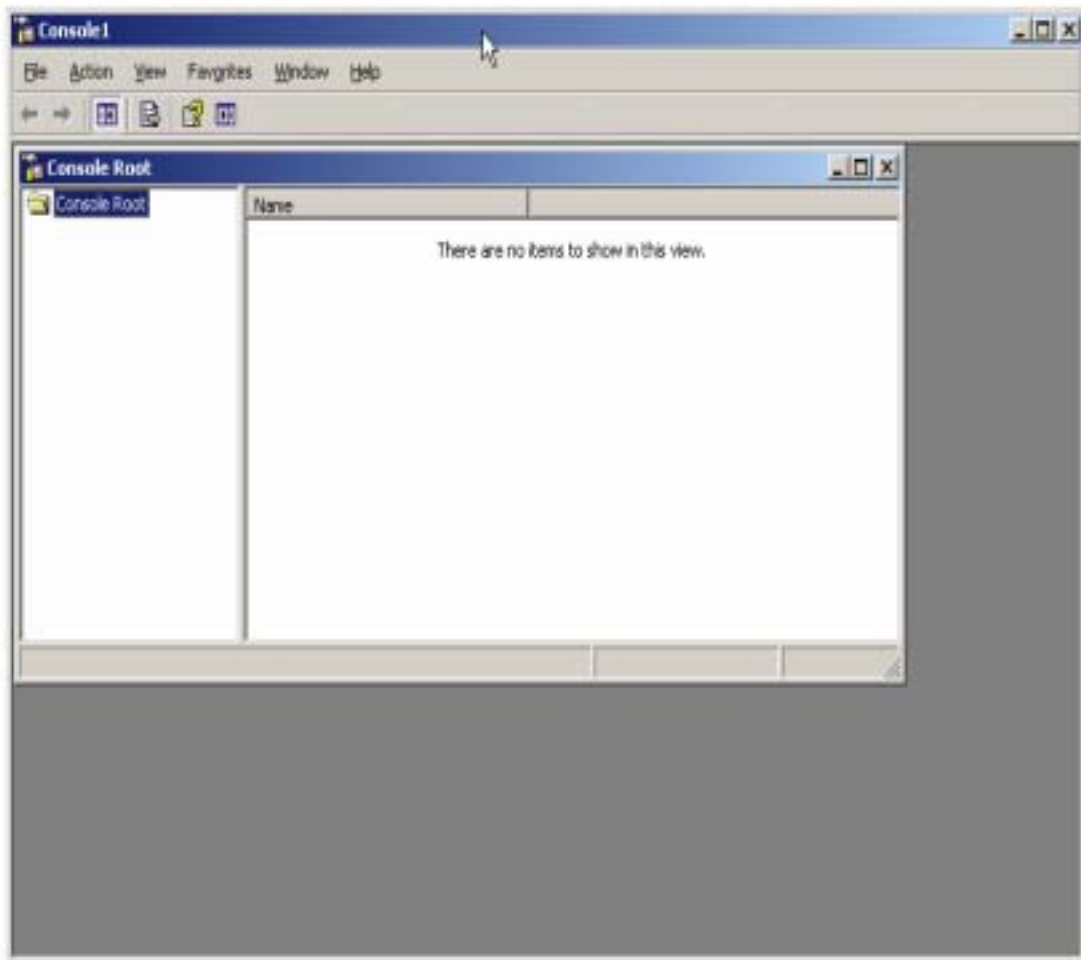 Console1
File Action View Favorites Window Help
Console Root
Console Root
Name
There are no items to show in this view.